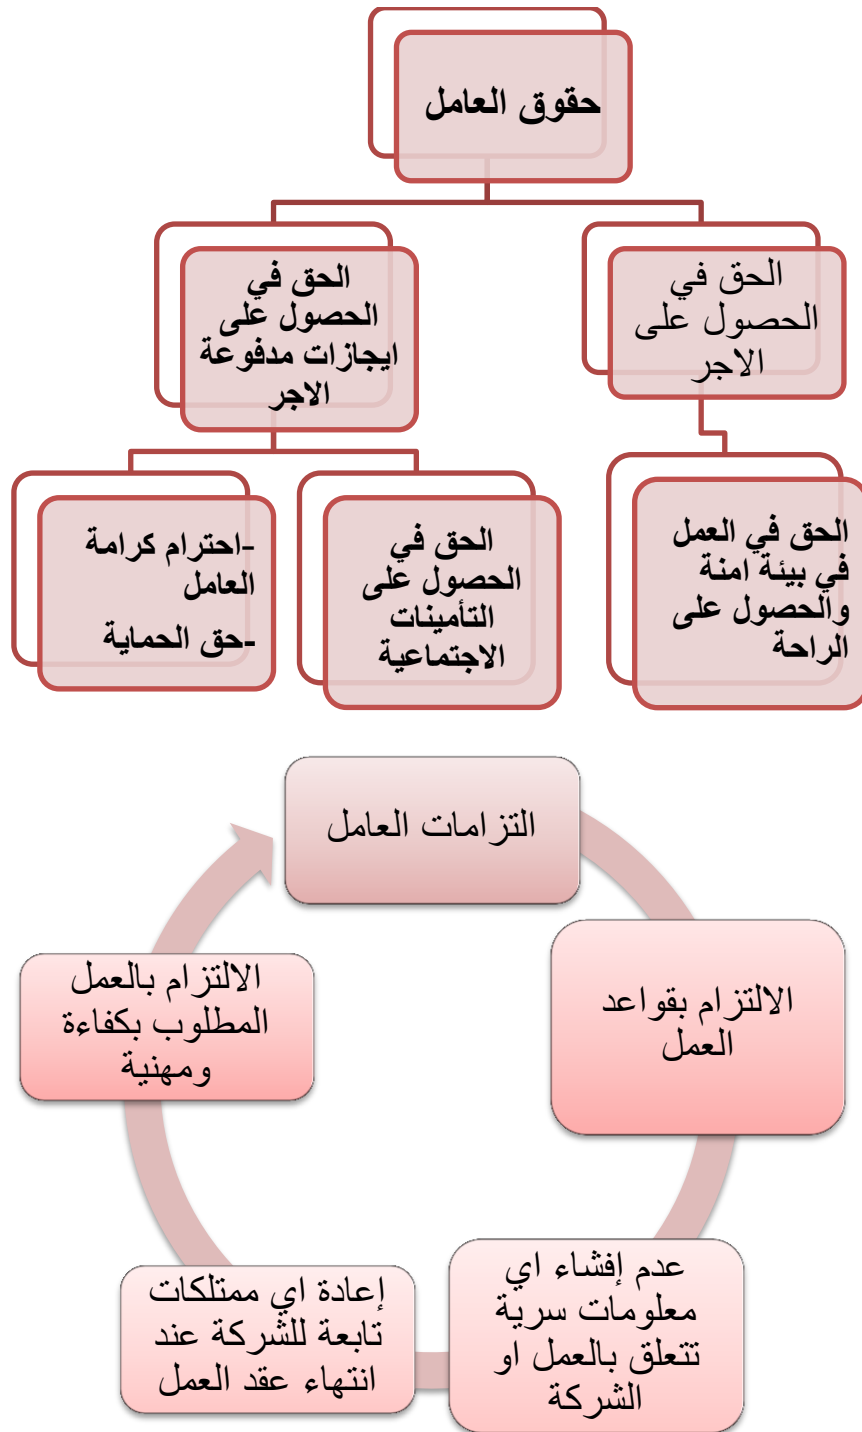 حقوق العامل
الحق في
الحصول على
الاجر
الحق في
الحصول على
ايجازات مدفوعة
الاجر
الحق في العمل
في بيئة امنة
والحصول على
الراحة
الحق في
الحصول على
التأمينات
الاجتماعية
-احترام كرامة
العامل
-حق الحماية
التزامات العامل
الالتزام بقواعد
العمل
عدم إفشاء اي
معلومات سرية
تتعلق بالعمل او
الشركة
إعادة اي ممتلكات
تابعة للشركة عند
انتهاء عقد العمل
الالتزام بالعمل
المطلوب بكفاءة
ومهنية